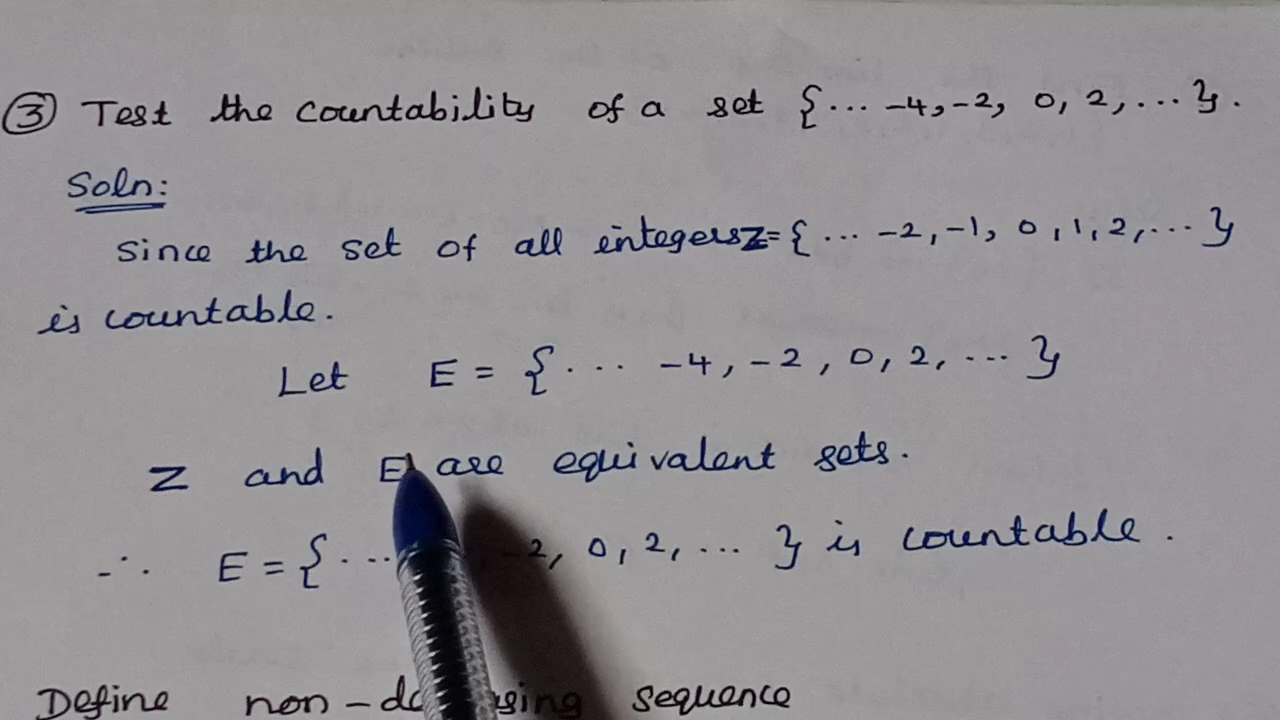 ③ Test the countability of a set {... -4, -2, 0, 2, ... }.
Soln:
Since the set of all integers Z = { ... -2, -1, 0, 1, 2, ... }
is countable.
Let E = { ... -4, -2, 0, 2, ... }
Z and E are equivalent sets.
∴ E = { ... -2, 0, 2, ... } is countable.
Define sequence